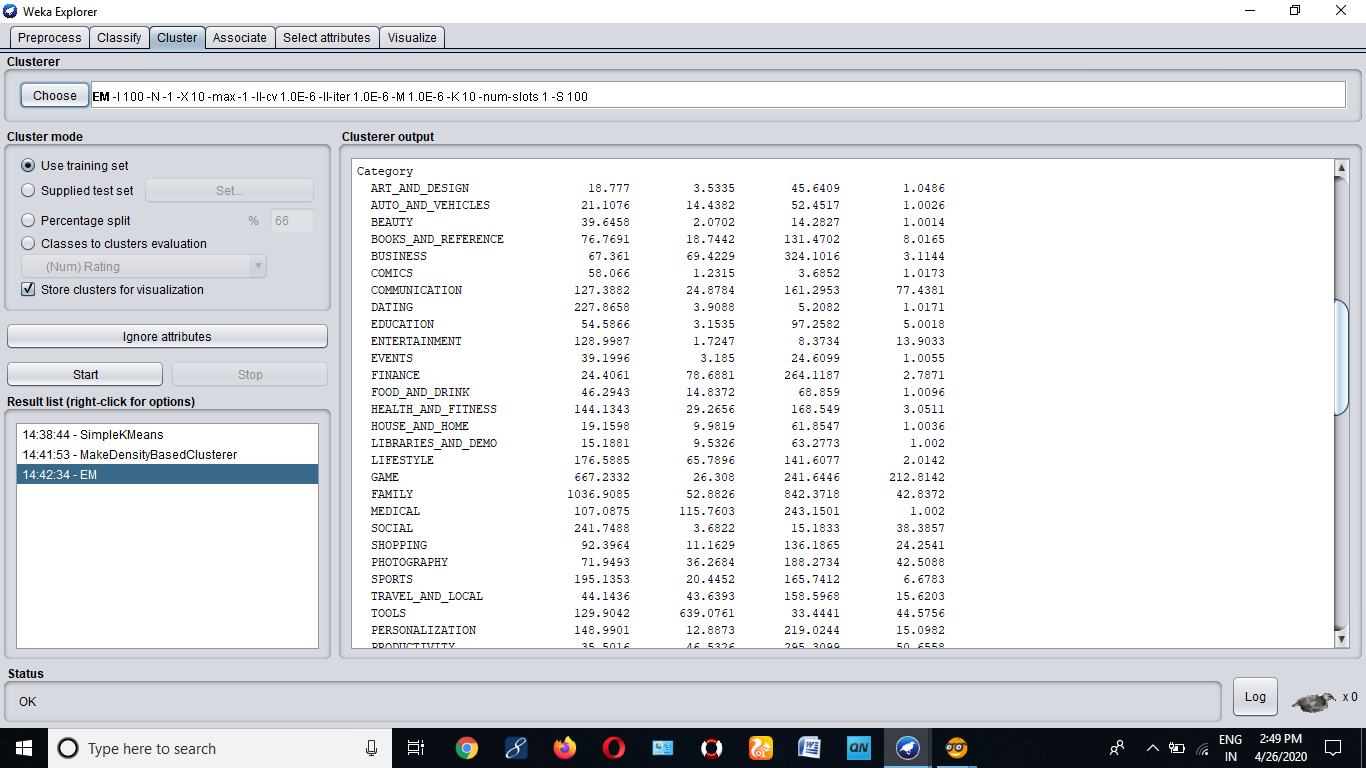 Weka Explorer
Preprocess Classify Cluster Associate Select attributes Visualize
Clusterer
Choose EM -I 100 -N -1 -X 10 -max -1 -ll-cv 1.0E-6 -ll-iter 1.0E-6 -M 1.0E-6 -K 10 -num-slots 1 -S 100
Cluster mode
Use training set
Supplied test set Set...
Percentage split % 66
Classes to clusters evaluation
(Num) Rating
Store clusters for visualization
Ignore attributes
Start Stop
Result list (right-click for options)
14:38:44 - SimpleKMeans
14:41:53 - MakeDensityBasedClusterer
14:42:34 - EM
Clusterer output
Category
ART_AND_DESIGN 18.777 3.5335 45.6409 1.0486
AUTO_AND_VEHICLES 21.1076 14.4382 52.4517 1.0026
BEAUTY 39.6458 2.0702 14.2827 1.0014
BOOKS_AND_REFERENCE 76.7691 18.7442 131.4702 8.0165
BUSINESS 67.361 69.4229 324.1016 3.1144
COMICS 58.066 1.2315 3.6852 1.0173
COMMUNICATION 127.3882 24.8784 161.2953 77.4381
DATING 227.8658 3.9088 5.2082 1.0171
EDUCATION 54.5866 3.1535 97.2582 5.0018
ENTERTAINMENT 128.9987 1.7247 8.3734 13.9033
EVENTS 39.1996 3.185 24.6099 1.0055
FINANCE 24.4061 78.6881 264.1187 2.7871
FOOD_AND_DRINK 46.2943 14.8372 68.859 1.0096
HEALTH_AND_FITNESS 144.1343 29.2656 168.549 3.0511
HOUSE_AND_HOME 19.1598 9.9819 61.8547 1.0036
LIBRARIES_AND_DEMO 15.1881 9.5326 63.2773 1.002
LIFESTYLE 176.5885 65.7896 141.6077 2.0142
GAME 667.2332 26.308 241.6446 212.8142
FAMILY 1036.9085 52.8826 842.3718 42.8372
MEDICAL 107.0875 115.7603 243.1501 1.002
SOCIAL 241.7488 3.6822 15.1833 38.3857
SHOPPING 92.3964 11.1629 136.1865 24.2541
PHOTOGRAPHY 71.9493 36.2684 188.2734 42.5088
SPORTS 195.1353 20.4452 165.7412 6.6783
TRAVEL_AND_LOCAL 44.1436 43.6393 158.5968 15.6203
TOOLS 129.9042 639.0761 33.4441 44.5756
PERSONALIZATION 148.9901 12.8873 219.0244 15.0982
PRODUCTIVITY 35.5016 46.5326 295.3099 50.6558
Status
OK
Log x 0
Type here to search
QN
ENG
IN
2:49 PM
4/26/2020